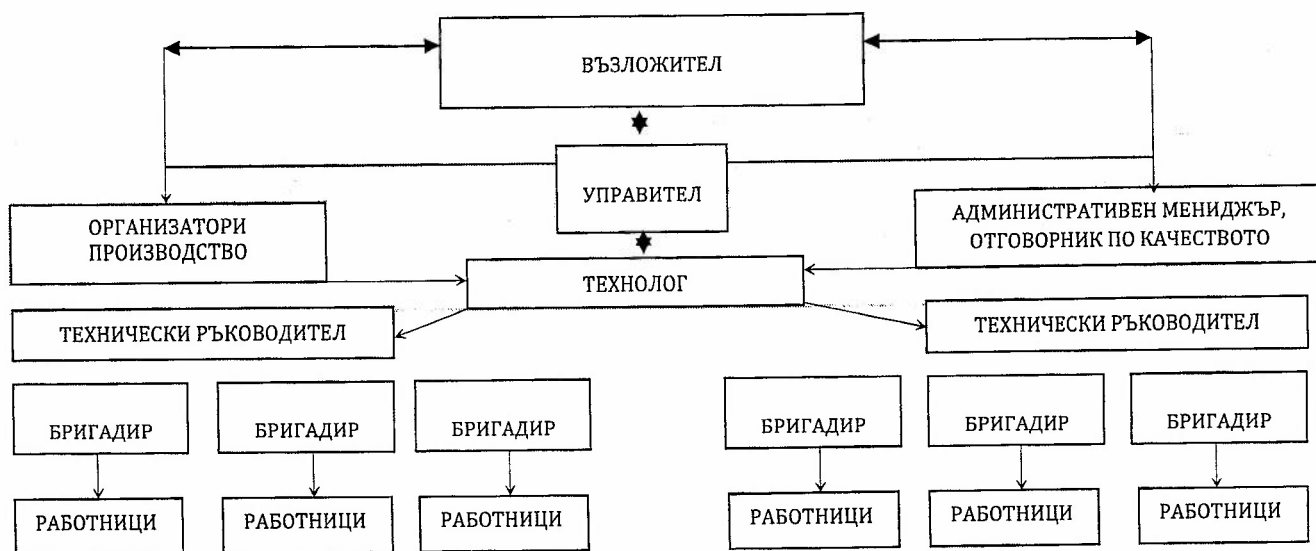 ВЪЗЛОЖИТЕЛ
УПРАВИТЕЛ
ОРГАНИЗАТОРИ
ПРОИЗВОДСТВО
АДМИНИСТРАТИВЕН МЕНИДЖЪР,
ОТГОВОРНИК ПО КАЧЕСТВОТО
ТЕХНОЛОГ
ТЕХНИЧЕСКИ РЪКОВОДИТЕЛ
ТЕХНИЧЕСКИ РЪКОВОДИТЕЛ
БРИГАДИР
БРИГАДИР
БРИГАДИР
БРИГАДИР
БРИГАДИР
БРИГАДИР
РАБОТНИЦИ
РАБОТНИЦИ
РАБОТНИЦИ
РАБОТНИЦИ
РАБОТНИЦИ
РАБОТНИЦИ